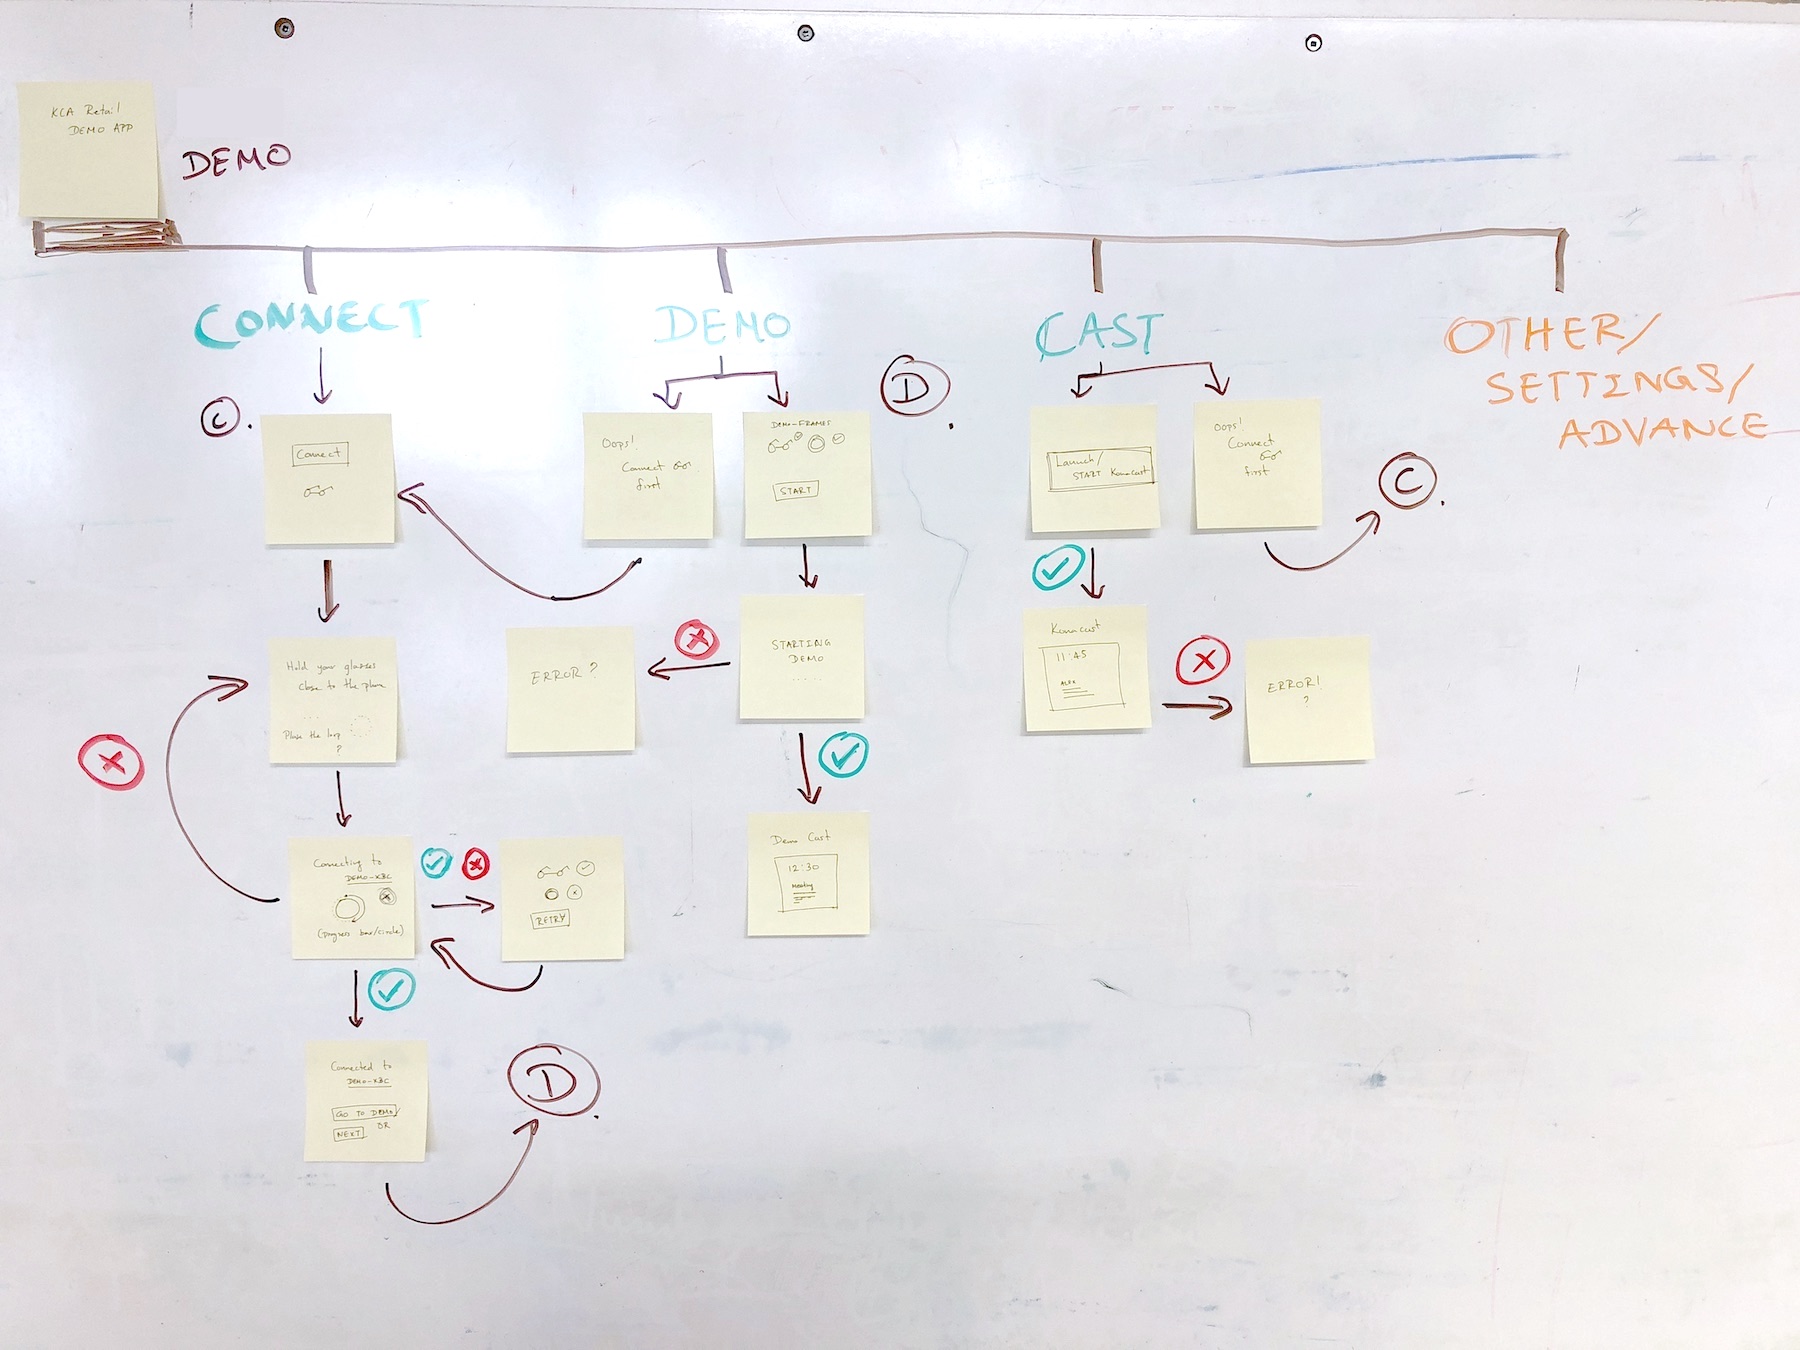 KCA Retail
DEMO APP
DEMO
CONNECT
DEMO
CAST
OTHER/
SETTINGS/
ADVANCE
C.
Connect
Oops!
Connect
first
DEMO-FRAMES
START
D.
Launch/
START Konacast
Oops!
Connect
first
C.
Hold your glasses
close to the phone
...
Place the loop
?
ERROR ?
STARTING
DEMO
....
Konacast
11:45
ALEX
ERROR!
?
Connecting to
DEMO-KBC
(progress bar/circle)
RETRY
Demo Cast
12:30
Meeting
Connected to
DEMO-KBC
GO TO DEMO/
OR
NEXT
D.